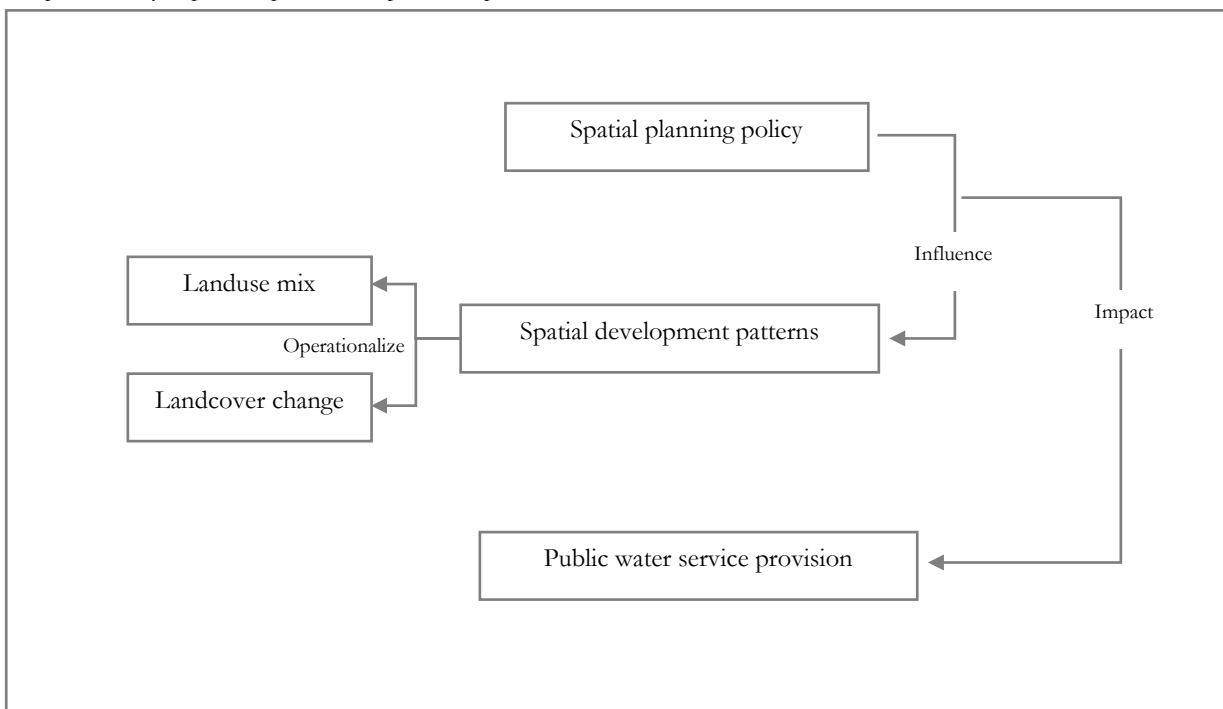 Spatial planning policy
Influence
Landuse mix
Impact
Spatial development patterns
Operationalize
Landcover change
Public water service provision